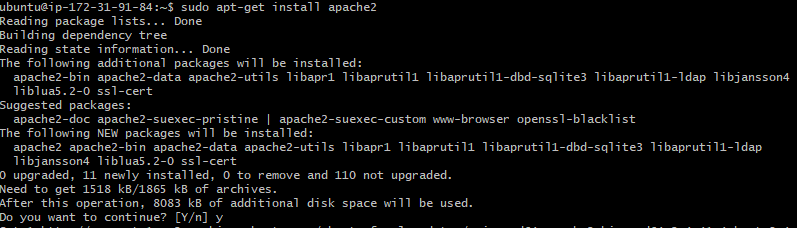 ubuntu@ip-172-31-91-84:~$ sudo apt-get install apache2
Reading package lists... Done
Building dependency tree
Reading state information... Done
The following additional packages will be installed:
apache2-bin apache2-data apache2-utils libapr1 libaprutil1 libaprutil1-dbd-sqlite3 libaprutil1-ldap libjansson4
liblua5.2-0 ssl-cert
Suggested packages:
apache2-doc apache2-suexec-pristine | apache2-suexec-custom www-browser openssl-blacklist
The following NEW packages will be installed:
apache2 apache2-bin apache2-data apache2-utils libapr1 libaprutil1 libaprutil1-dbd-sqlite3 libaprutil1-ldap
libjansson4 liblua5.2-0 ssl-cert
0 upgraded, 11 newly installed, 0 to remove and 110 not upgraded.
Need to get 1518 kB/1865 kB of archives.
After this operation, 8083 kB of additional disk space will be used.
Do you want to continue? [Y/n] y